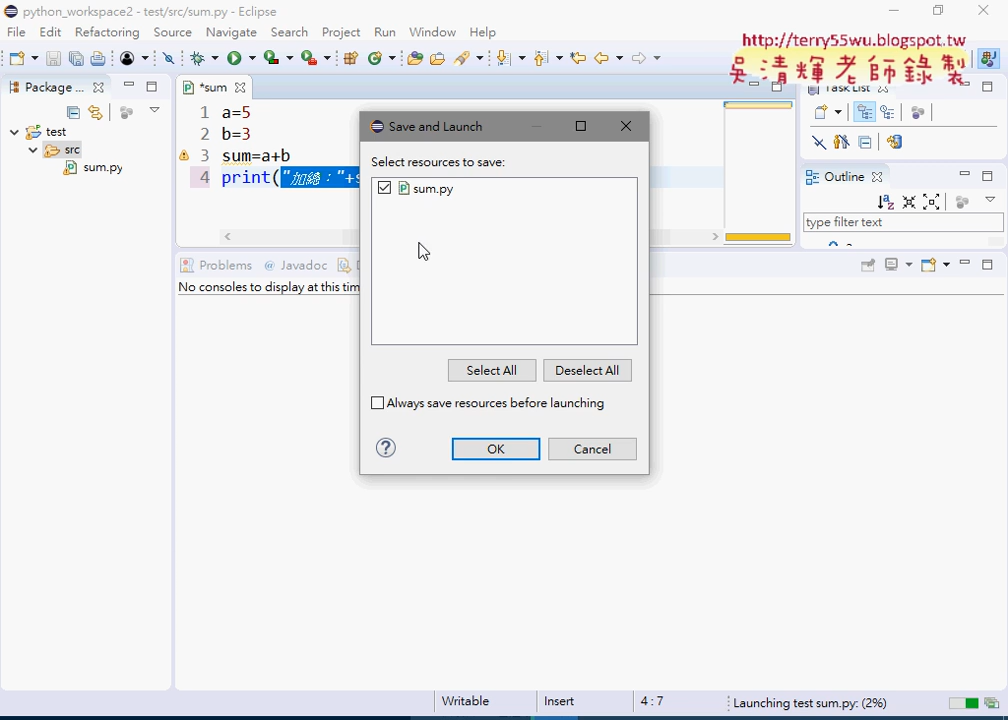 python_workspace2 - test/src/sum.py - Eclipse
File Edit Refactoring Source Navigate Search Project Run Window Help
http://terry55wu.blogspot.tw
吳清輝老師錄製
Package ...
*sum
Task List
test
src
sum.py
1 a=5
2 b=3
3 sum=a+b
4 print("加總："+s
Save and Launch
Select resources to save:
sum.py
Select All
Deselect All
Always save resources before launching
OK
Cancel
Outline
type filter text
Problems
@ Javadoc
No consoles to display at this tim
Writable
Insert
4 : 7
Launching test sum.py: (2%)